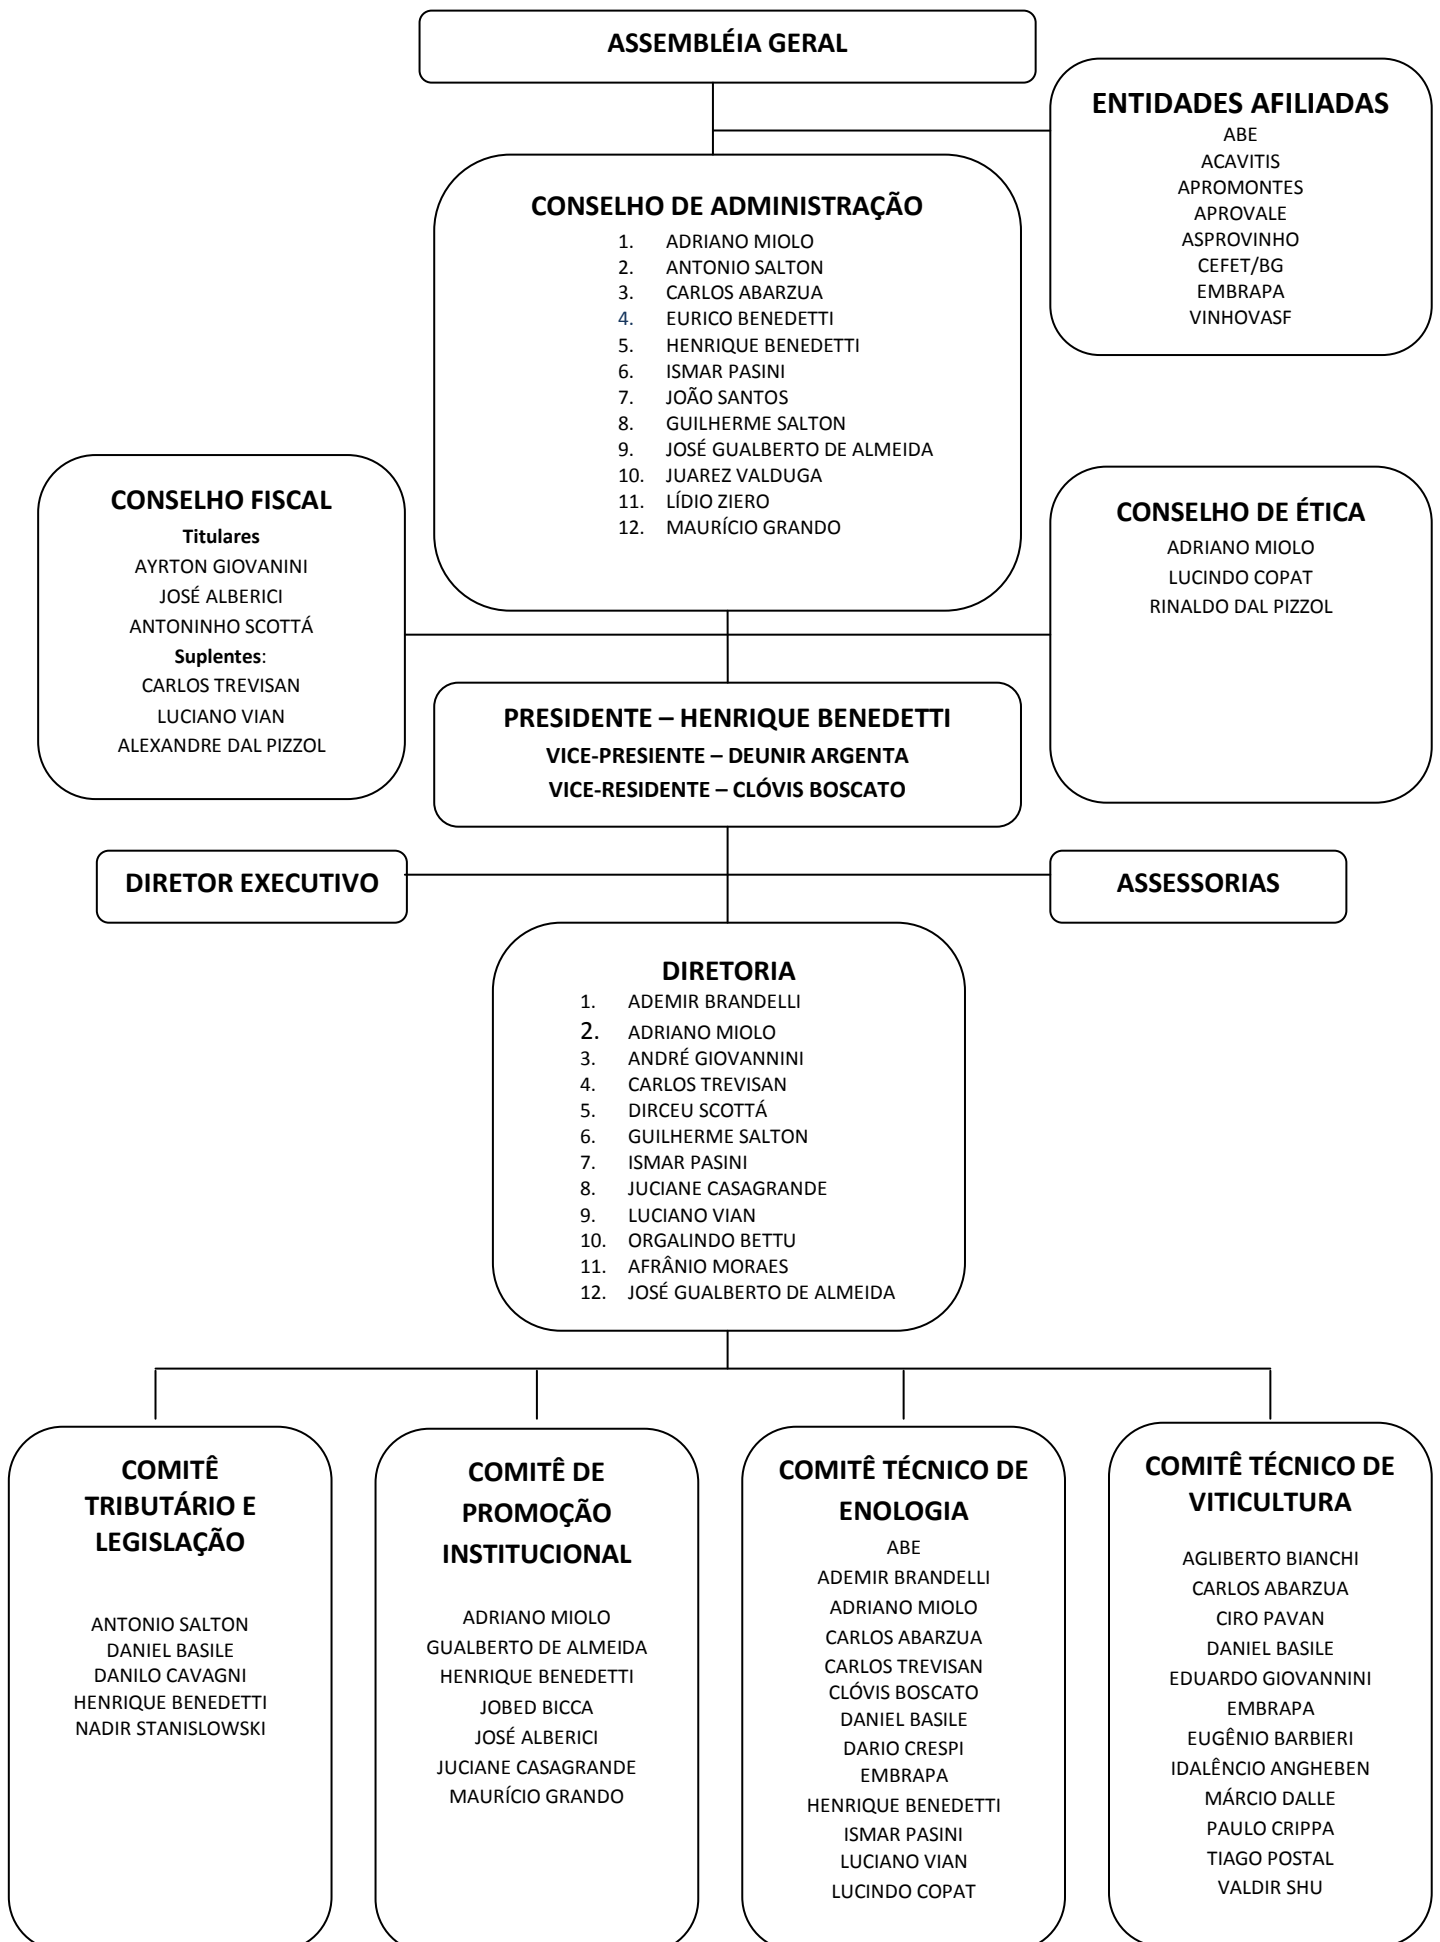 ASSEMBLÉIA GERAL
ENTIDADES AFILIADAS
ABE
ACAVITIS
APROMONTES
APROVALE
ASPROVINHO
CEFET/BG
EMBRAPA
VINHOVASF
CONSELHO DE ADMINISTRAÇÃO
1. ADRIANO MIOLO
2. ANTONIO SALTON
3. CARLOS ABARZUA
4. EURICO BENEDETTI
5. HENRIQUE BENEDETTI
6. ISMAR PASINI
7. JOÃO SANTOS
8. GUILHERME SALTON
9. JOSÉ GUALBERTO DE ALMEIDA
10. JUAREZ VALDUGA
11. LÍDIO ZIERO
12. MAURÍCIO GRANDO
CONSELHO FISCAL
Titulares
AYRTON GIOVANINI
JOSÉ ALBERICI
ANTONINHO SCOTTÁ
Suplentes:
CARLOS TREVISAN
LUCIANO VIAN
ALEXANDRE DAL PIZZOL
CONSELHO DE ÉTICA
ADRIANO MIOLO
LUCINDO COPAT
RINALDO DAL PIZZOL
PRESIDENTE – HENRIQUE BENEDETTI
VICE-PRESIENTE – DEUNIR ARGENTA
VICE-RESIDENTE – CLÓVIS BOSCATO
DIRETOR EXECUTIVO
ASSESSORIAS
DIRETORIA
1. ADEMIR BRANDELLI
2. ADRIANO MIOLO
3. ANDRÉ GIOVANNINI
4. CARLOS TREVISAN
5. DIRCEU SCOTTÁ
6. GUILHERME SALTON
7. ISMAR PASINI
8. JUCIANE CASAGRANDE
9. LUCIANO VIAN
10. ORGALINDO BETTU
11. AFRÂNIO MORAES
12. JOSÉ GUALBERTO DE ALMEIDA
COMITÊ
TRIBUTÁRIO E
LEGISLAÇÃO
ANTONIO SALTON
DANIEL BASILE
DANILO CAVAGNI
HENRIQUE BENEDETTI
NADIR STANISLOWSKI
COMITÊ DE
PROMOÇÃO
INSTITUCIONAL
ADRIANO MIOLO
GUALBERTO DE ALMEIDA
HENRIQUE BENEDETTI
JOBED BICCA
JOSÉ ALBERICI
JUCIANE CASAGRANDE
MAURÍCIO GRANDO
COMITÊ TÉCNICO DE
ENOLOGIA
ABE
ADEMIR BRANDELLI
ADRIANO MIOLO
CARLOS ABARZUA
CARLOS TREVISAN
CLÓVIS BOSCATO
DANIEL BASILE
DARIO CRESPI
EMBRAPA
HENRIQUE BENEDETTI
ISMAR PASINI
LUCIANO VIAN
LUCINDO COPAT
COMITÊ TÉCNICO DE
VITICULTURA
AGLIBERTO BIANCHI
CARLOS ABARZUA
CIRO PAVAN
DANIEL BASILE
EDUARDO GIOVANNINI
EMBRAPA
EUGÊNIO BARBIERI
IDALÊNCIO ANGHEBEN
MÁRCIO DALLE
PAULO CRIPPA
TIAGO POSTAL
VALDIR SHU